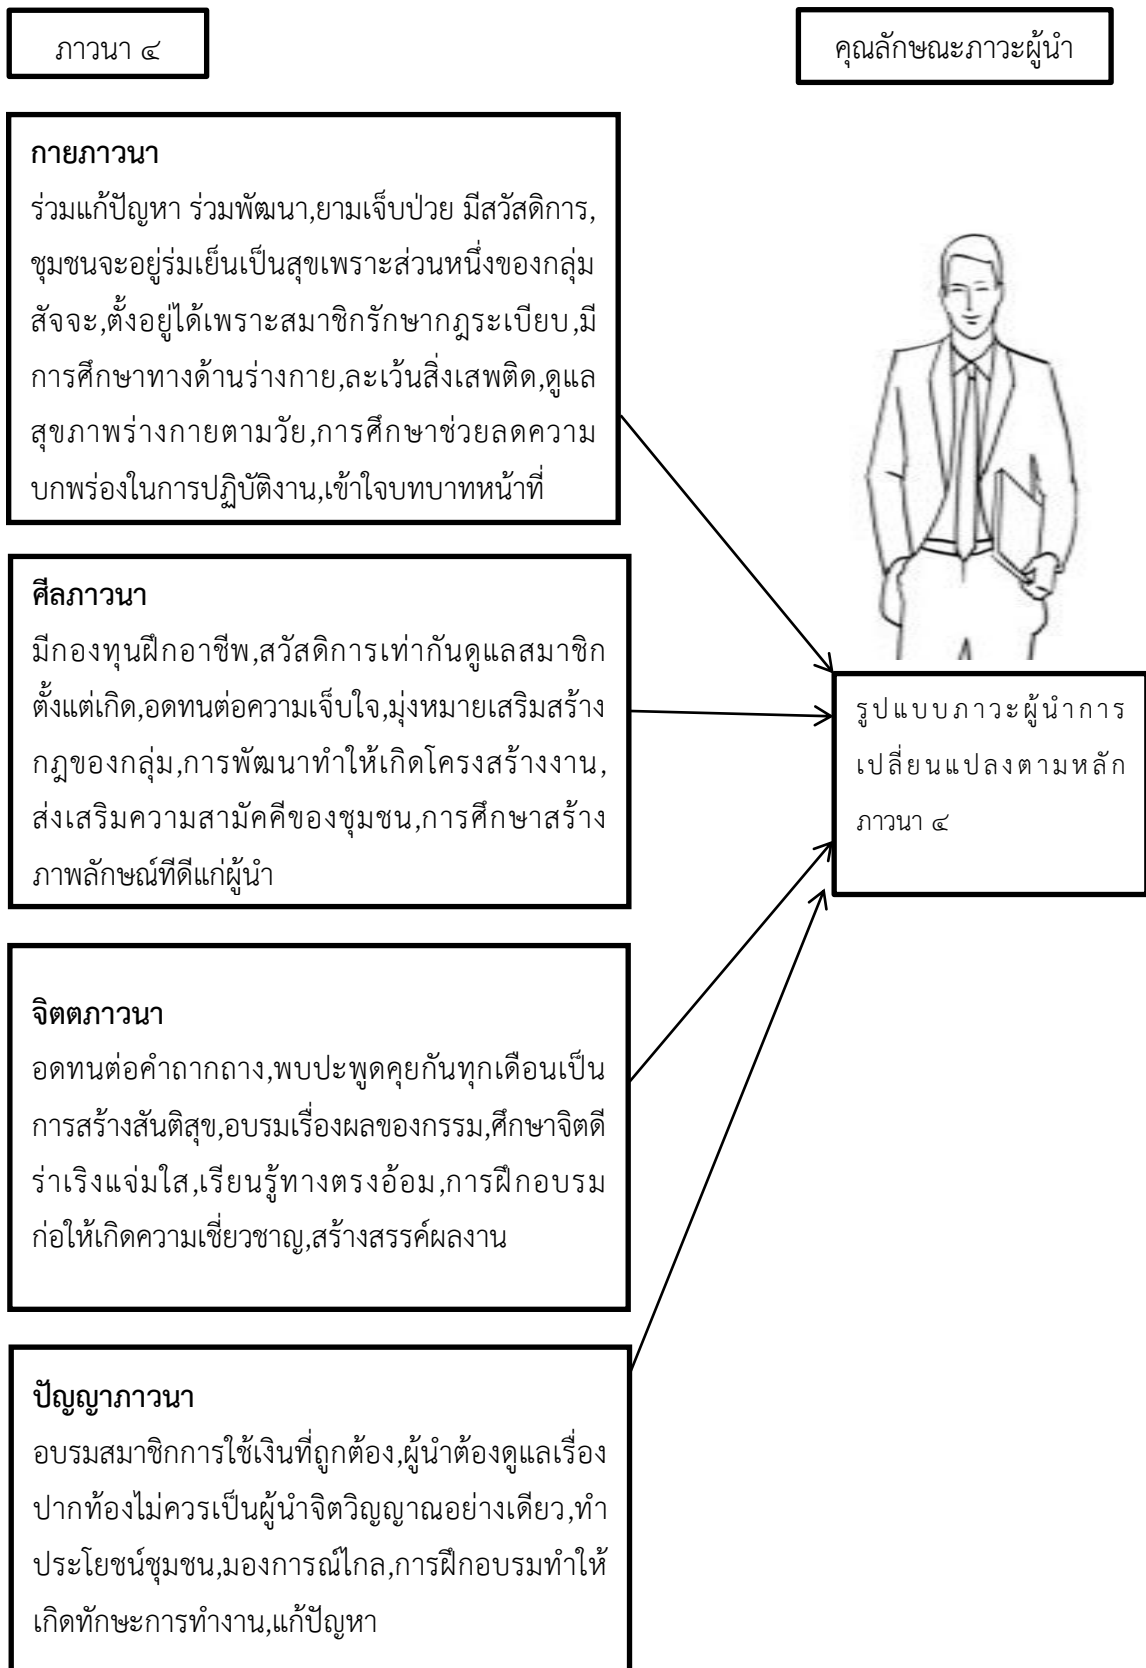 ภาวนา ๔
คุณลักษณะภาวะผู้นำ
กายภาวนา
ร่วมแก้ปัญหา ร่วมพัฒนา,ยามเจ็บป่วย มีสวัสดิการ,
ชุมชนจะอยู่ร่มเย็นเป็นสุขเพราะส่วนหนึ่งของกลุ่ม
สัจจะ,ตั้งอยู่ได้เพราะสมาชิกรักษากฎระเบียบ,มี
การศึกษาทางด้านร่างกาย,ละเว้นสิ่งเสพติด,ดูแล
สุขภาพร่างกายตามวัย,การศึกษาช่วยลดความ
บกพร่องในการปฏิบัติงาน,เข้าใจบทบาทหน้าที่
ศีลภาวนา
มีกองทุนฝึกอาชีพ,สวัสดิการเท่ากันดูแลสมาชิก
ตั้งแต่เกิด,อดทนต่อความเจ็บใจ,มุ่งหมายเสริมสร้าง
กฎของกลุ่ม,การพัฒนาทำให้เกิดโครงสร้างงาน,
ส่งเสริมความสามัคคีของชุมชน,การศึกษาสร้าง
ภาพลักษณ์ทีดีแก่ผู้นำ
รูปแบบภาวะผู้นำการ
เปลี่ยนแปลงตามหลัก
ภาวนา ๔
จิตตภาวนา
อดทนต่อคำถากถาง,พบปะพูดคุยกันทุกเดือนเป็น
การสร้างสันติสุข,อบรมเรื่องผลของกรรม,ศึกษาจิตดี
ร่าเริงแจ่มใส,เรียนรู้ทางตรงอ้อม,การฝึกอบรม
ก่อให้เกิดความเชี่ยวชาญ,สร้างสรรค์ผลงาน
ปัญญาภาวนา
อบรมสมาชิกการใช้เงินที่ถูกต้อง,ผู้นำต้องดูแลเรื่อง
ปากท้องไม่ควรเป็นผู้นำจิตวิญญาณอย่างเดียว,ทำ
ประโยชน์ชุมชน,มองการณ์ไกล,การฝึกอบรมทำให้
เกิดทักษะการทำงาน,แก้ปัญหา